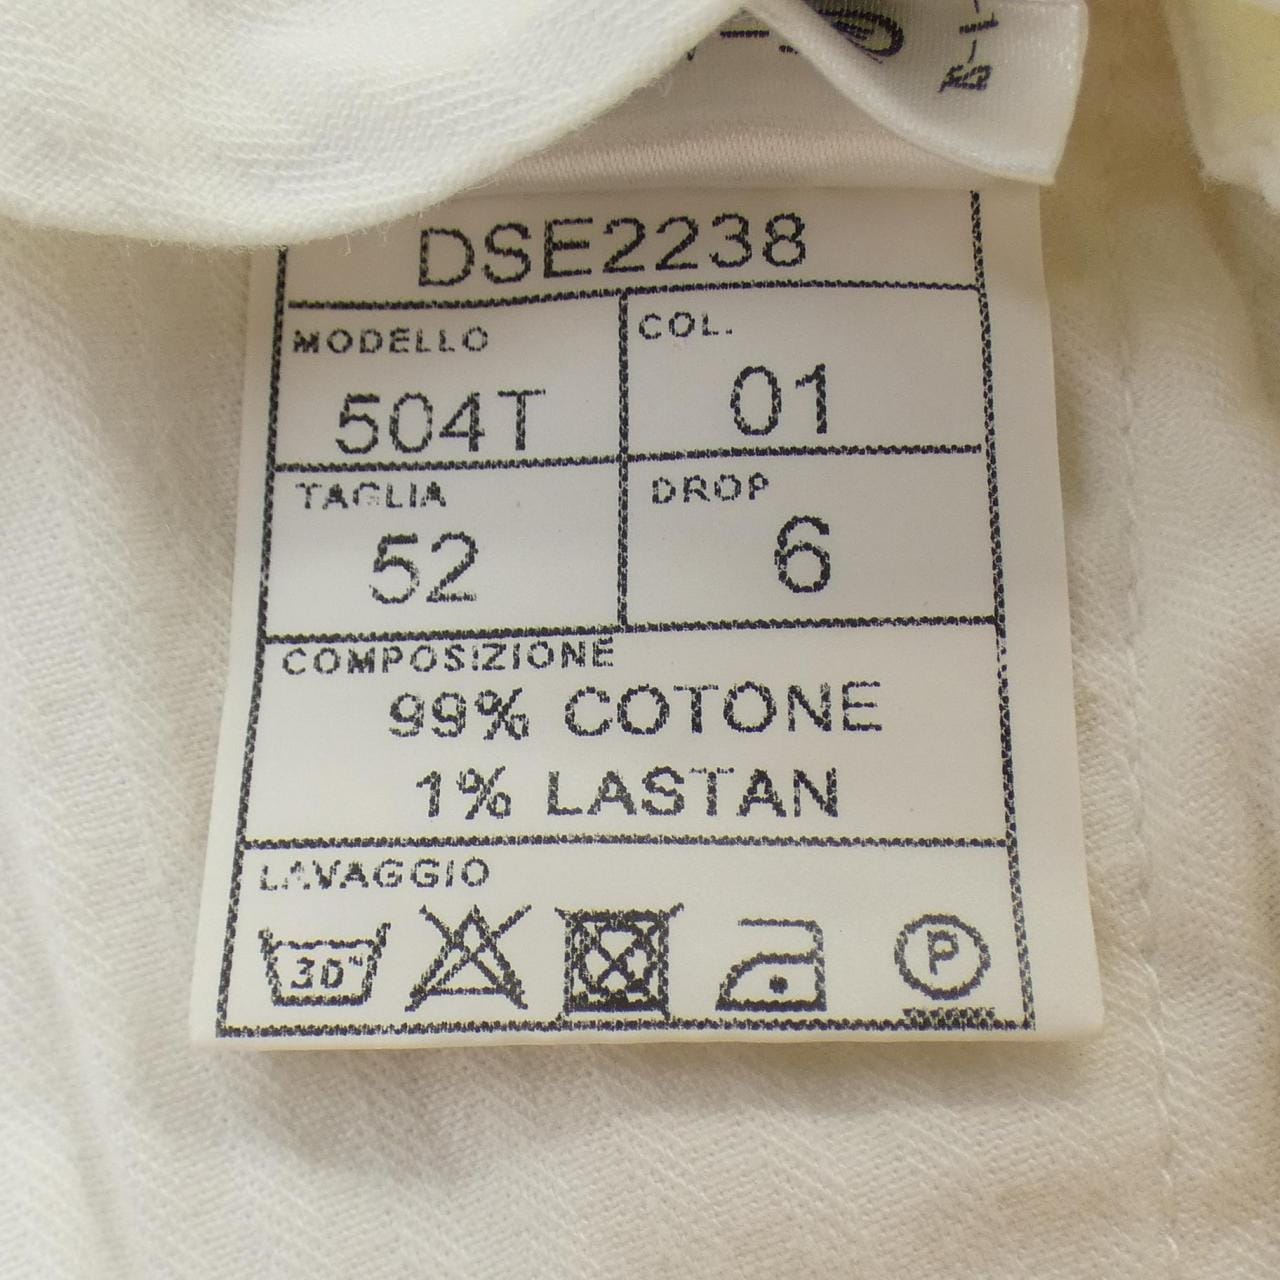 DSE2238
MODELLO
COL.
504T
01
TAGLIA
DROP
52
6
COMPOSIZIONE
99% COTONE
1% LASTAN
LAVAGGIO
30°
P